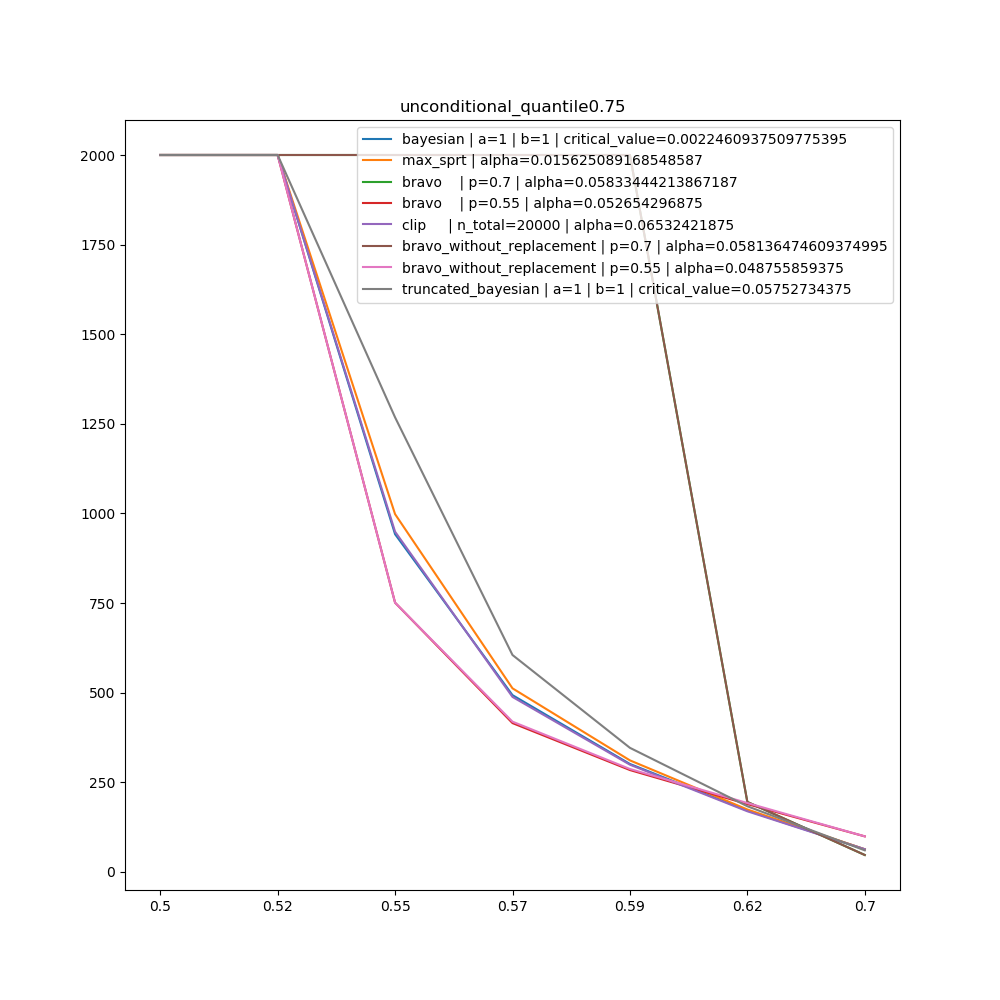 unconditional_quantile0.75
bayesian | a=1 | b=1 | critical_value=0.0022460937509775395
max_sprt | alpha=0.015625089168548587
bravo | p=0.7 | alpha=0.05833444213867187
bravo | p=0.55 | alpha=0.052654296875
clip | n_total=20000 | alpha=0.06532421875
bravo_without_replacement | p=0.7 | alpha=0.058136474609374995
bravo_without_replacement | p=0.55 | alpha=0.048755859375
truncated_bayesian | a=1 | b=1 | critical_value=0.05752734375
2000
1750
1500
1250
1000
750
500
250
0
0.5 0.52 0.55 0.57 0.59 0.62 0.7